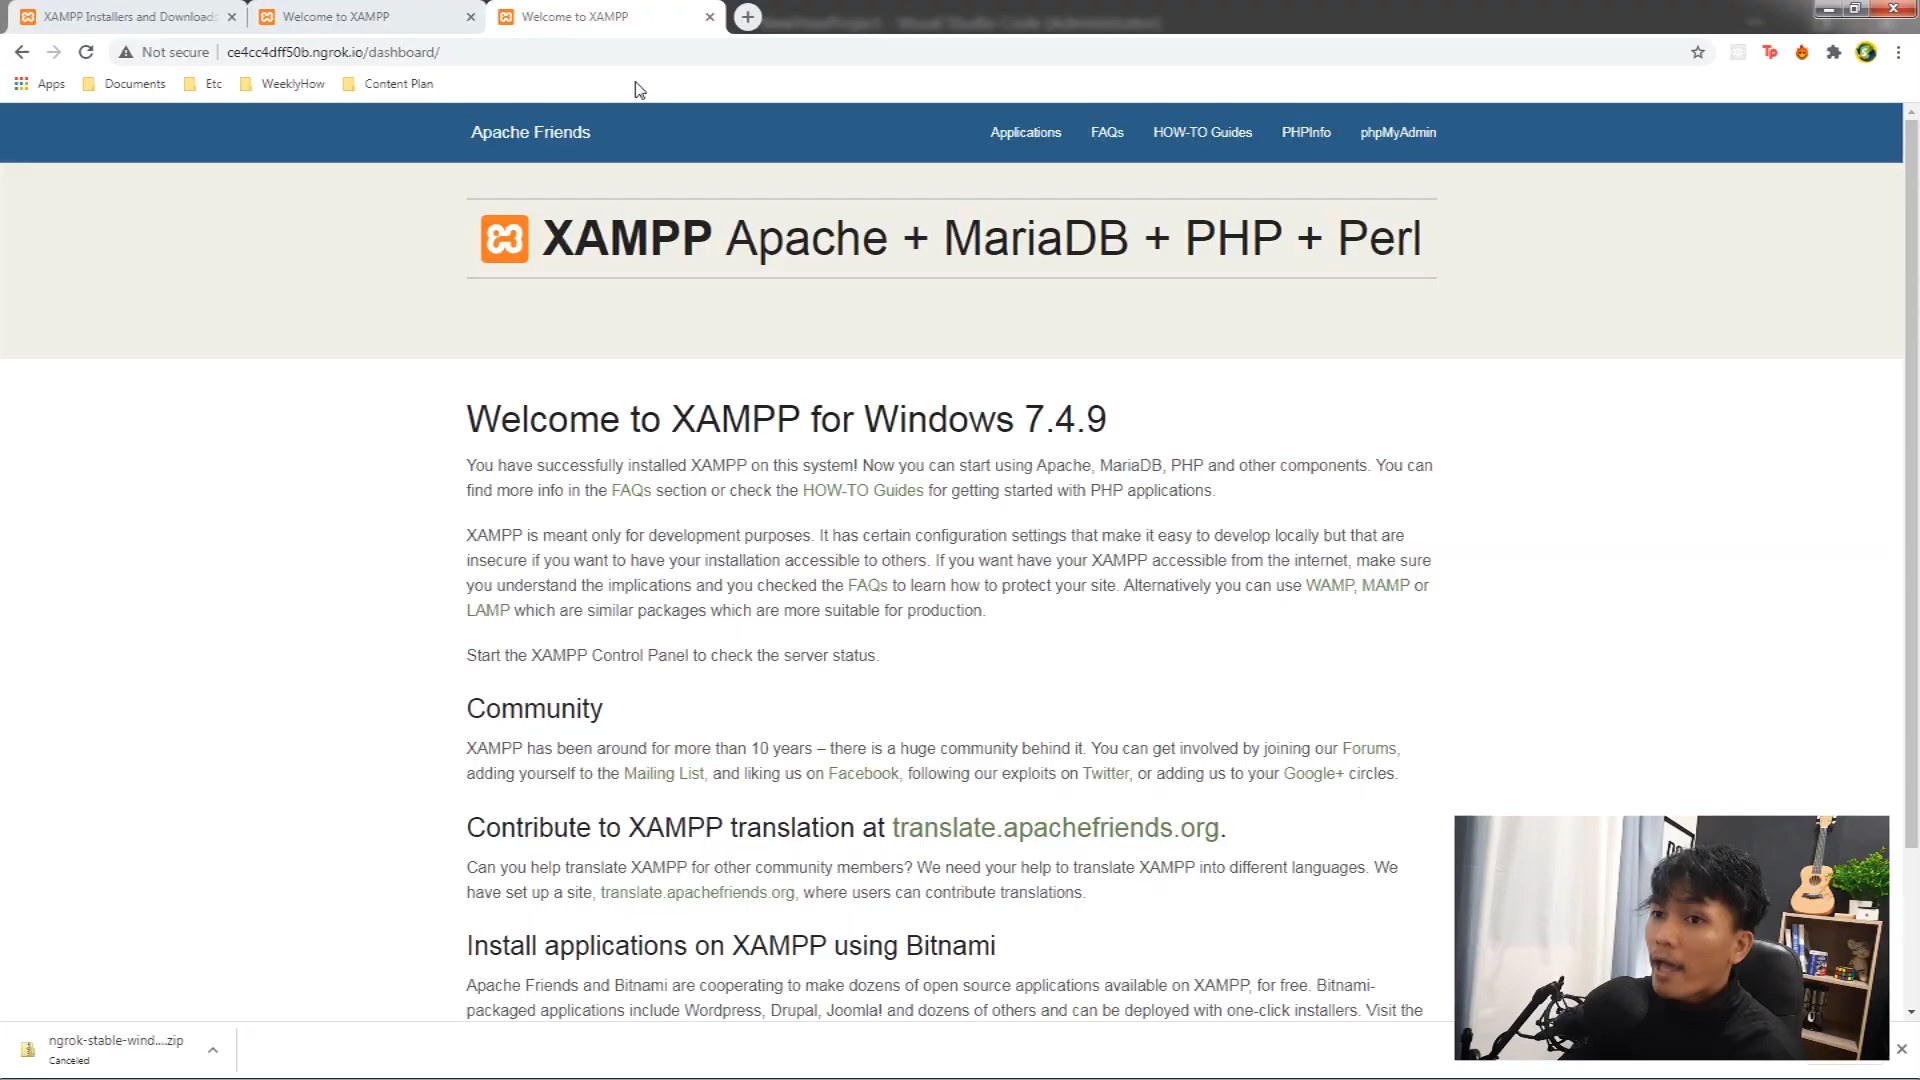 XAMPP Installers and Downloads
Welcome to XAMPP
Welcome to XAMPP
Visual Studio Code (Administrator)
Not secure
ce4cc4dff50b.ngrok.io/dashboard/
Tp
Apps
Documents
Etc
WeeklyHow
Content Plan
Apache Friends
Applications
FAQs
HOW-TO Guides
PHPInfo
phpMyAdmin
XAMPP Apache + MariaDB + PHP + Perl
Welcome to XAMPP for Windows 7.4.9
You have successfully installed XAMPP on this system! Now you can start using Apache, MariaDB, PHP and other components. You can
find more info in the FAQs section or check the HOW-TO Guides for getting started with PHP applications.
XAMPP is meant only for development purposes. It has certain configuration settings that make it easy to develop locally but that are
insecure if you want to have your installation accessible to others. If you want have your XAMPP accessible from the internet, make sure
you understand the implications and you checked the FAQs to learn how to protect your site. Alternatively you can use WAMP, MAMP or
LAMP which are similar packages which are more suitable for production.
Start the XAMPP Control Panel to check the server status.
Community
XAMPP has been around for more than 10 years – there is a huge community behind it. You can get involved by joining our Forums,
adding yourself to the Mailing List, and liking us on Facebook, following our exploits on Twitter, or adding us to your Google+ circles.
Contribute to XAMPP translation at translate.apachefriends.org.
Can you help translate XAMPP for other community members? We need your help to translate XAMPP into different languages. We
have set up a site, translate.apachefriends.org, where users can contribute translations.
Install applications on XAMPP using Bitnami
Apache Friends and Bitnami are cooperating to make dozens of open source applications available on XAMPP, for free. Bitnami-
packaged applications include Wordpress, Drupal, Joomla! and dozens of others and can be deployed with one-click installers. Visit the
ngrok-stable-wind....zip
Canceled